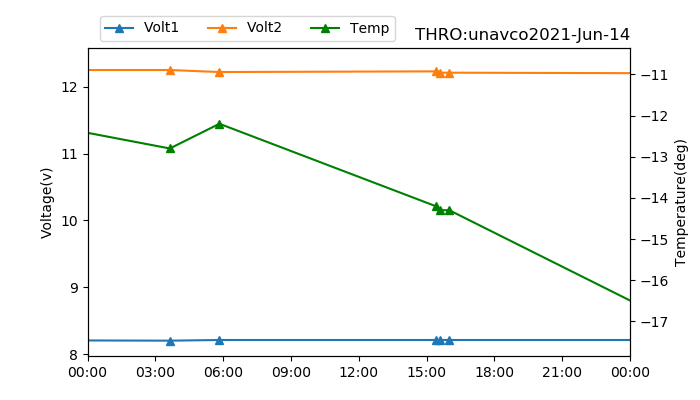 Volt1 Volt2 Temp
THRO:unavco2021-Jun-14
Voltage(v)
12
11
10
9
8
−11
−12
−13
−14
−15
−16
−17
Temperature(deg)
00:00 03:00 06:00 09:00 12:00 15:00 18:00 21:00 00:00